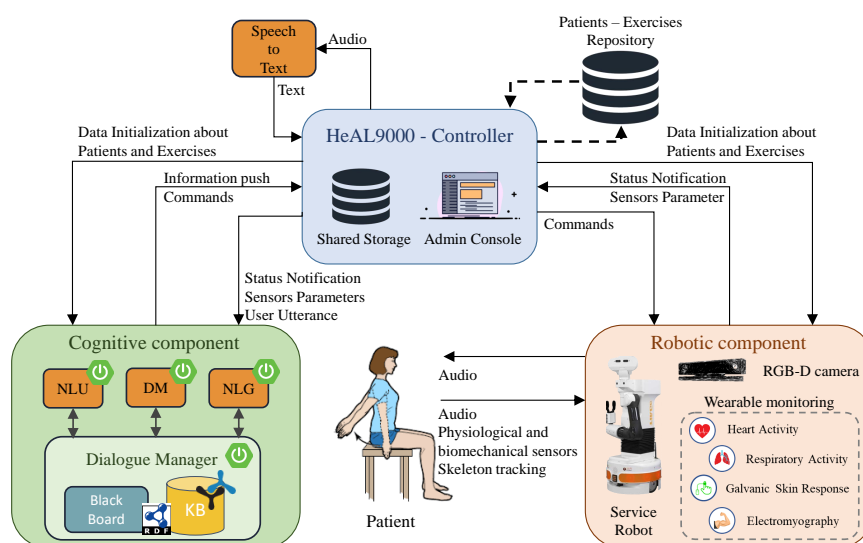 Speech
to
Text
Audio
Text
Patients – Exercises
Repository
HeAL9000 - Controller
Shared Storage
Admin Console
Data Initialization about
Patients and Exercises
Information push
Commands
Data Initialization about
Patients and Exercises
Status Notification
Sensors Parameter
Commands
Status Notification
Sensors Parameters
User Utterance
Cognitive component
NLU
DM
NLG
Dialogue Manager
Black
Board
RDF
KB
Audio
Audio
Physiological and
biomechanical sensors
Skeleton tracking
Patient
Robotic component
RGB-D camera
Wearable monitoring
Heart Activity
Respiratory Activity
Galvanic Skin Response
Electromyography
Service
Robot